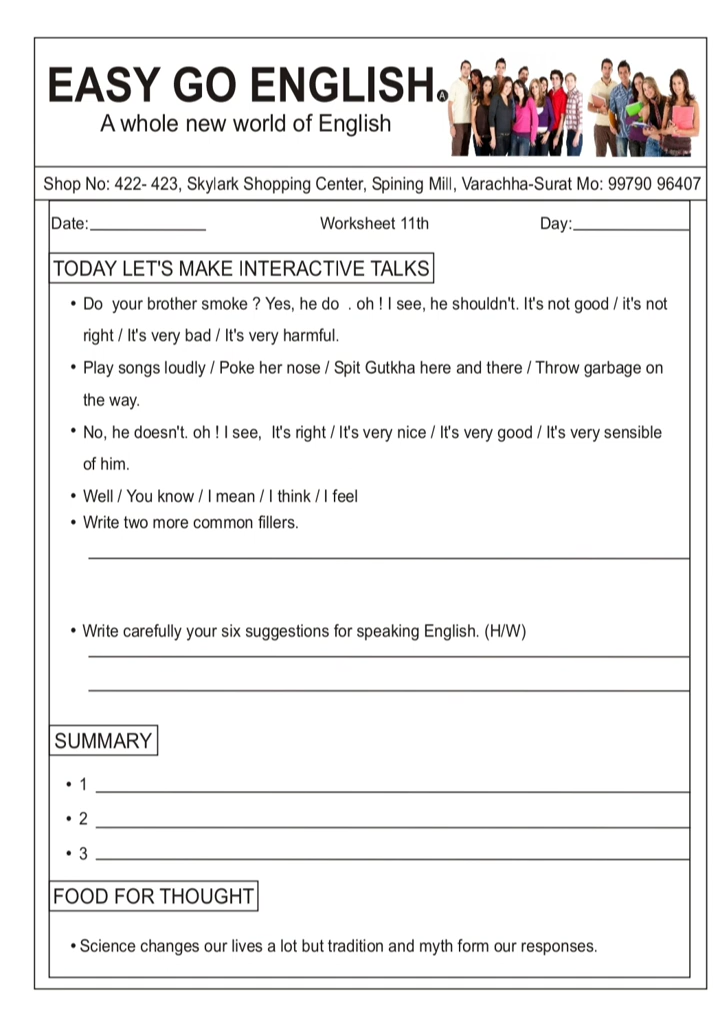 EASY GO ENGLISH
A whole new world of English
Shop No: 422- 423, Skylark Shopping Center, Spining Mill, Varachha-Surat Mo: 99790 96407
Date: Worksheet 11th Day:
TODAY LET'S MAKE INTERACTIVE TALKS
• Do your brother smoke ? Yes, he do . oh ! I see, he shouldn't. It's not good / it's not
right / It's very bad / It's very harmful.
• Play songs loudly / Poke her nose / Spit Gutkha here and there / Throw garbage on
the way.
• No, he doesn't. oh ! I see, It's right / It's very nice / It's very good / It's very sensible
of him.
• Well / You know / I mean / I think / I feel
• Write two more common fillers.
• Write carefully your six suggestions for speaking English. (H/W)
SUMMARY
• 1
• 2
• 3
FOOD FOR THOUGHT
• Science changes our lives a lot but tradition and myth form our responses.